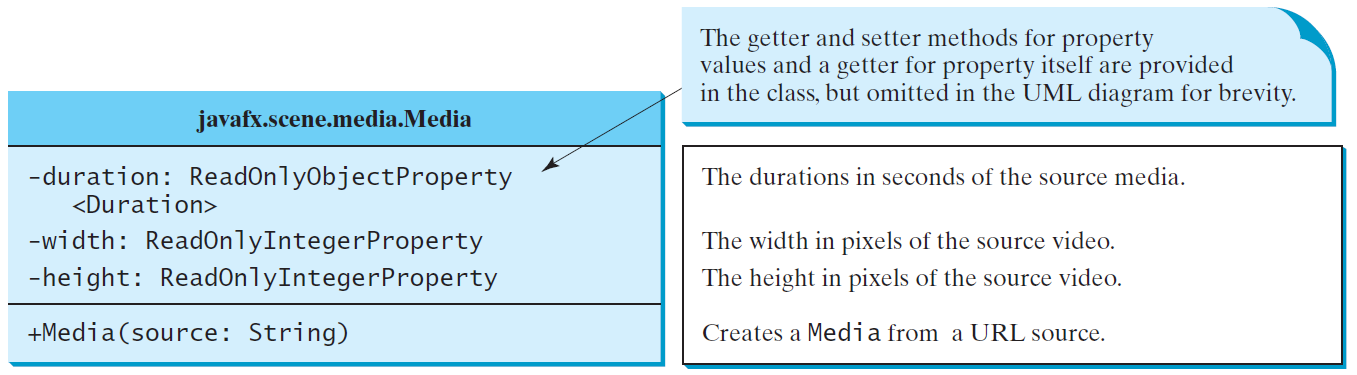 The getter and setter methods for property
values and a getter for property itself are provided
in the class, but omitted in the UML diagram for brevity.
javafx.scene.media.Media
-duration: ReadOnlyObjectProperty
<Duration>
The durations in seconds of the source media.
-width: ReadOnlyIntegerProperty
The width in pixels of the source video.
-height: ReadOnlyIntegerProperty
The height in pixels of the source video.
+Media(source: String)
Creates a Media from a URL source.